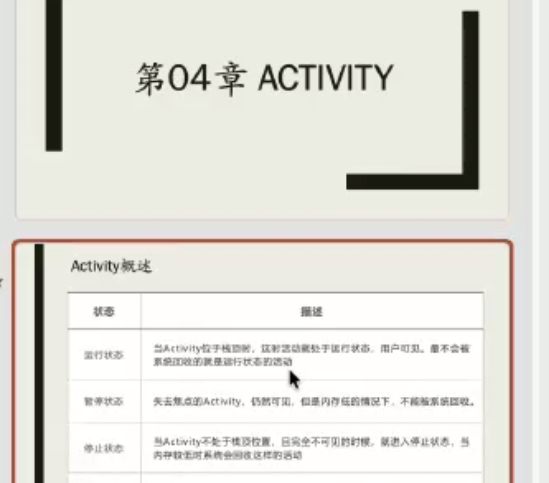 第04章 ACTIVITY
Activity概述
状态
描述
运行状态
当Activity位于栈顶时，这时活动就处于运行状态，用户可见。最不会被
系统回收的就是运行状态的活动
暂停状态
失去焦点的Activity，仍然可见，但是内存低的情况下，不能被系统回收。
停止状态
当Activity不处于栈顶位置，且完全不可见的时候，就进入停止状态，当
内存较低时系统会回收这样的活动